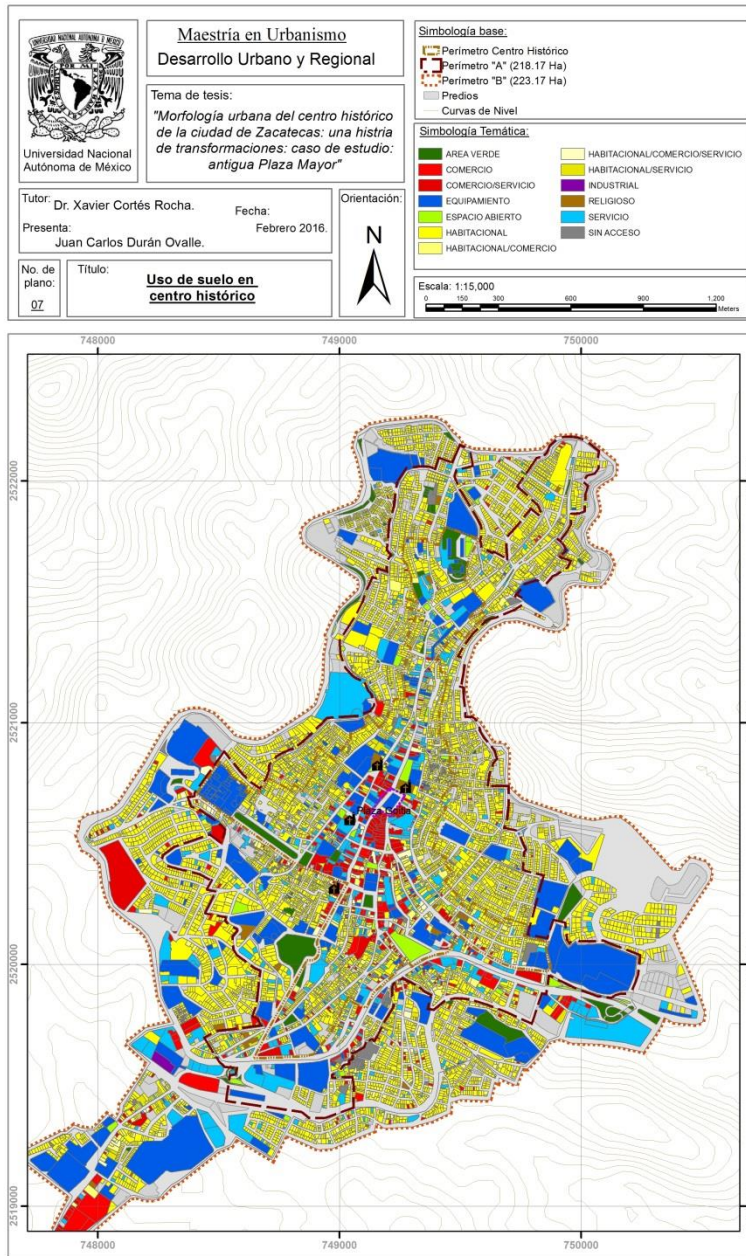 Universidad Nacional
Autónoma de México
Maestría en Urbanismo
Desarrollo Urbano y Regional
Tema de tesis:
"Morfología urbana del centro histórico
de la ciudad de Zacatecas: una histria
de transformaciones: caso de estudio:
antigua Plaza Mayor"
Tutor: Dr. Xavier Cortés Rocha.
Fecha:
Febrero 2016.
Presenta:
Juan Carlos Durán Ovalle.
Orientación:
N
No. de
plano:
07
Título:
Uso de suelo en
centro histórico
Simbología base:
Perímetro Centro Histórico
Perímetro "A" (218.17 Ha)
Perímetro "B" (223.17 Ha)
Predios
Curvas de Nivel
Simbología Temática:
AREA VERDE
COMERCIO
COMERCIO/SERVICIO
EQUIPAMIENTO
ESPACIO ABIERTO
HABITACIONAL
HABITACIONAL/COMERCIO
HABITACIONAL/COMERCIO/SERVICIO
HABITACIONAL/SERVICIO
INDUSTRIAL
RELIGIOSO
SERVICIO
SIN ACCESO
Escala: 1:15,000
0 150 300 600 900 1,200
Meters
748000 749000 750000
2522000
2521000
2520000
2519000
Plaza
748000 749000 750000